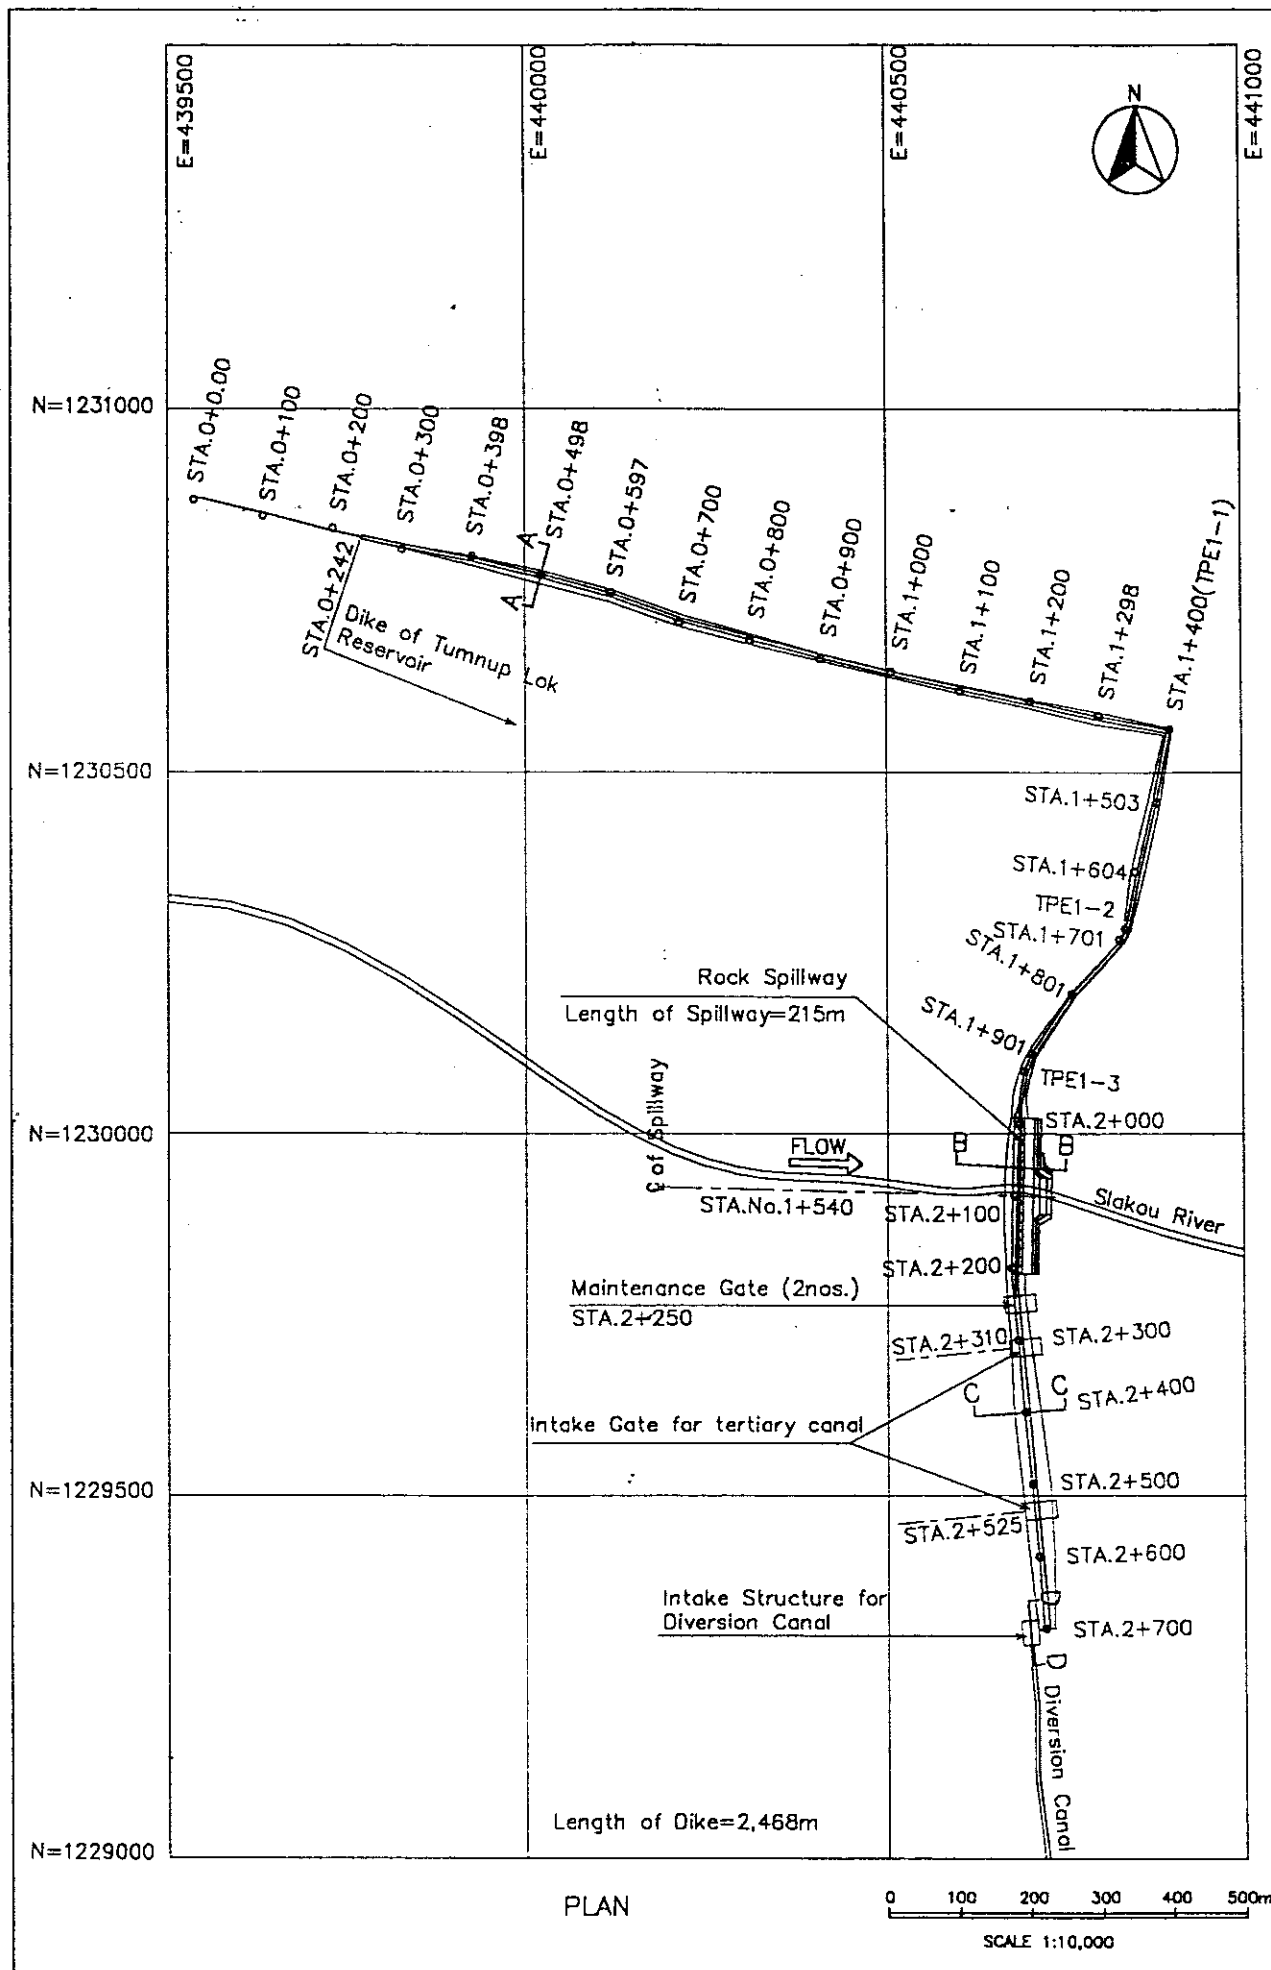 E=439500
E=440000
E=440500
E=441000
N
N=1231000
STA.0+0.00
STA.0+100
STA.0+200
STA.0+300
STA.0+398
STA.0+498
STA.0+597
STA.0+700
STA.0+800
STA.0+900
STA.1+000
STA.1+100
STA.1+200
STA.1+298
STA.1+400(TPE1-1)
A
A
STA.0+242
Dike of Tumnup Lok
Reservoir
N=1230500
STA.1+503
STA.1+604
TPE1-2
STA.1+701
STA.1+801
Rock Spillway
Length of Spillway=215m
STA.1+901
TPE1-3
N=1230000
STA.2+000
B
B
FLOW
℄ of Spillway
STA.No.1+540
STA.2+100
Slakou River
STA.2+200
Maintenance Gate (2nos.)
STA.2+250
STA.2+310
STA.2+300
C
C
STA.2+400
Intake Gate for tertiary canal
N=1229500
STA.2+500
STA.2+525
STA.2+600
Intake Structure for
Diversion Canal
D
STA.2+700
D
Diversion Canal
Length of Dike=2,468m
N=1229000
PLAN
0 100 200 300 400 500m
SCALE 1:10,000